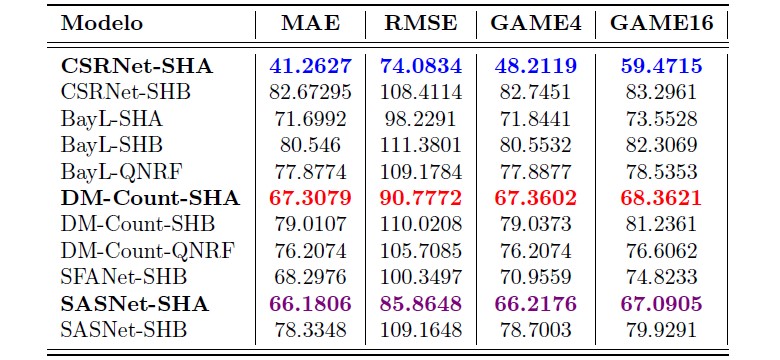 Modelo MAE RMSE GAME4 GAME16
CSRNet-SHA 41.2627 74.0834 48.2119 59.4715
CSRNet-SHB 82.67295 108.4114 82.7451 83.2961
BayL-SHA 71.6992 98.2291 71.8441 73.5528
BayL-SHB 80.546 111.3801 80.5532 82.3069
BayL-QNRF 77.8774 109.1784 77.8877 78.5353
DM-Count-SHA 67.3079 90.7772 67.3602 68.3621
DM-Count-SHB 79.0107 110.0208 79.0373 81.2361
DM-Count-QNRF 76.2074 105.7085 76.2074 76.6062
SFANet-SHB 68.2976 100.3497 70.9559 74.8233
SASNet-SHA 66.1806 85.8648 66.2176 67.0905
SASNet-SHB 78.3348 109.1648 78.7003 79.9291